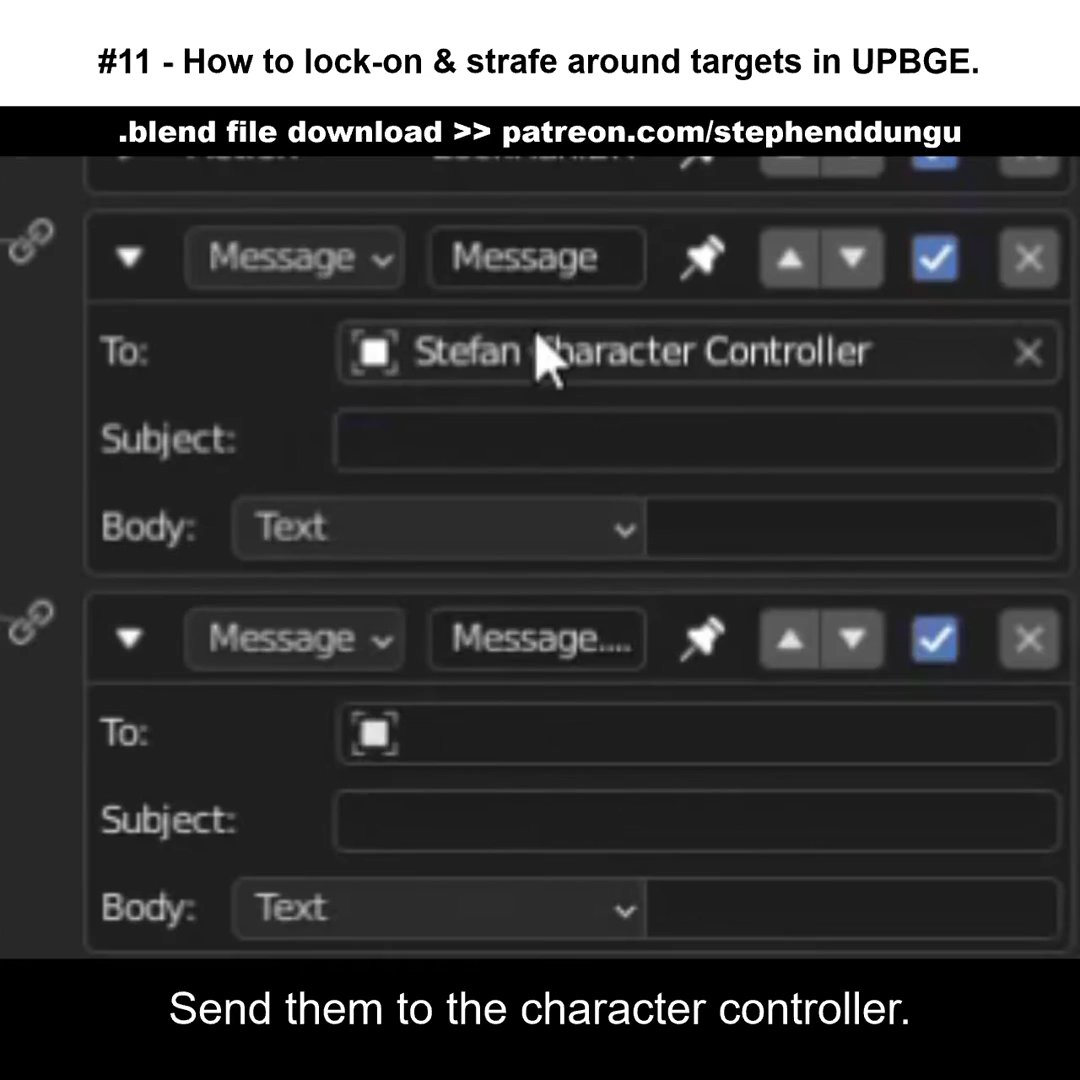 #11 - How to lock-on & strafe around targets in UPBGE.
.blend file download >> patreon.com/stephenddungu
Message Message
To: Stefan Character Controller
Subject:
Body: Text
Message Message....
To:
Subject:
Body: Text
Send them to the character controller.